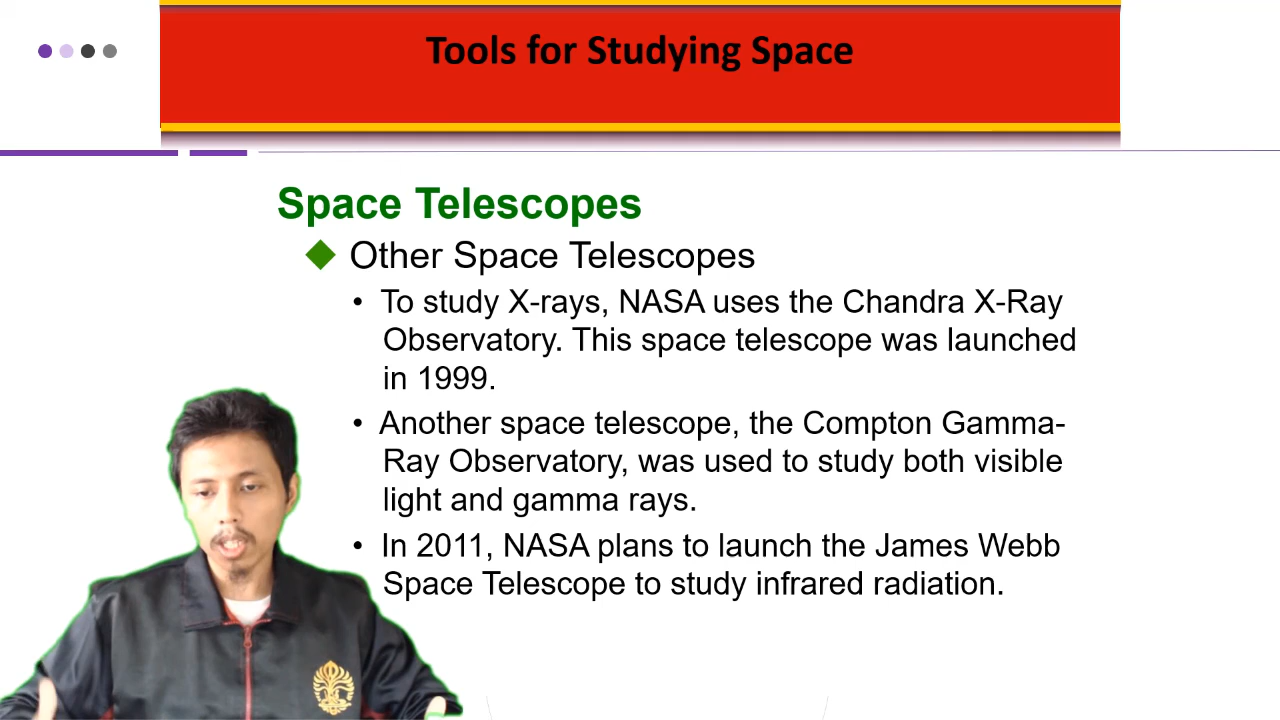 Tools for Studying Space
Space Telescopes
Other Space Telescopes
• To study X-rays, NASA uses the Chandra X-Ray
Observatory. This space telescope was launched
in 1999.
• Another space telescope, the Compton Gamma-
Ray Observatory, was used to study both visible
light and gamma rays.
• In 2011, NASA plans to launch the James Webb
Space Telescope to study infrared radiation.